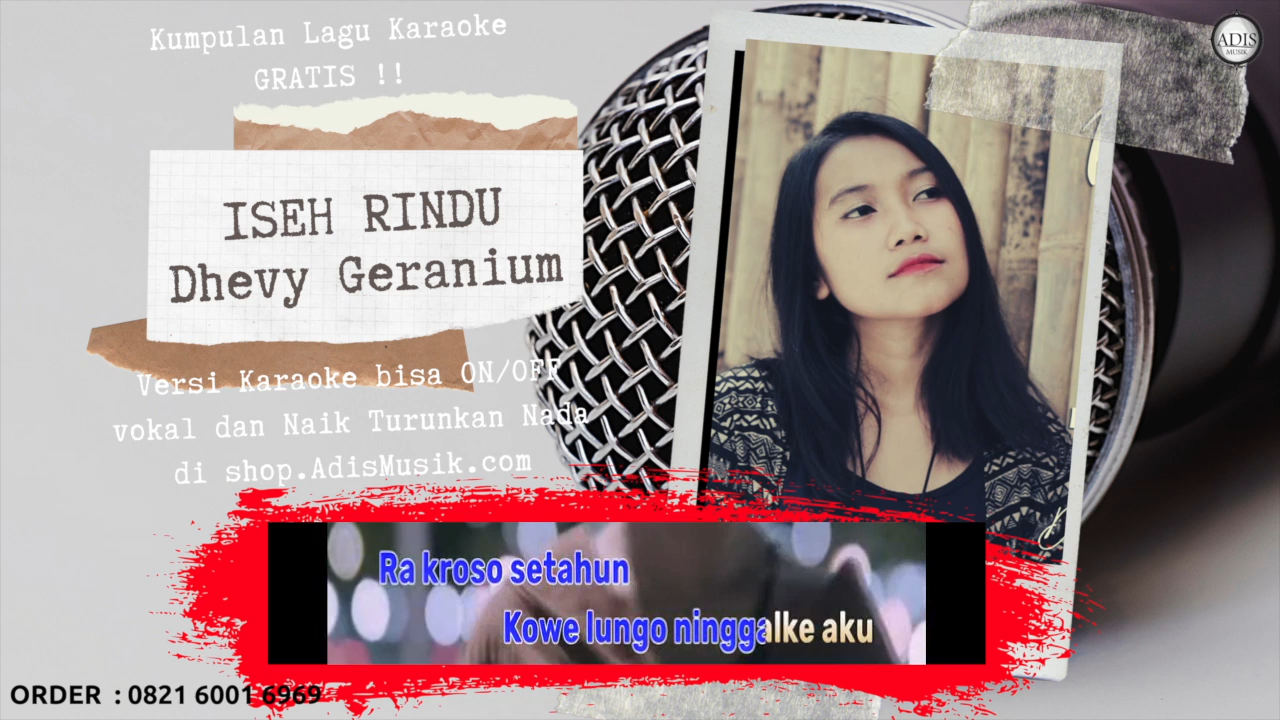 Kumpulan Lagu Karaoke
GRATIS !!
ADIS
MUSIK
ISEH RINDU
Dhevy Geranium
Versi Karaoke bisa ON/OFF
vokal dan Naik Turunkan Nada
di shop.AdisMusik.com
Ra kroso setahun
Kowe lungo ninggalke aku
ORDER : 0821 6001 6969